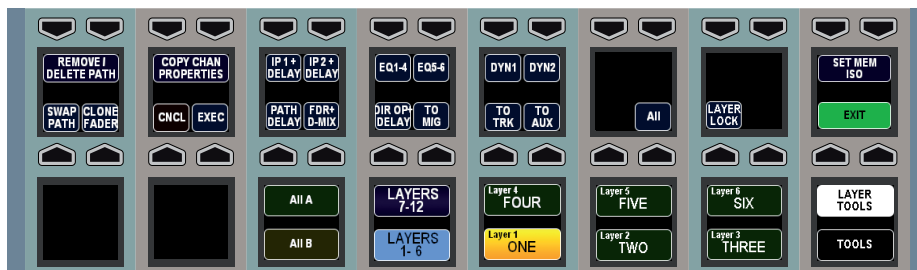 REMOVE /
DELETE PATH
SWAP
PATH
CLONE
FADER
COPY CHAN
PROPERTIES
CNCL
EXEC
IP 1 +
DELAY
IP 2 +
DELAY
PATH
DELAY
FDR+
D-MIX
EQ1-4
EQ5-6
DIR OP+
DELAY
TO
MIG
DYN1
DYN2
TO
TRK
TO
AUX
All
LAYER
LOCK
SET MEM
ISO
EXIT
All A
All B
LAYERS
7-12
LAYERS
1- 6
Layer 4
FOUR
Layer 1
ONE
Layer 5
FIVE
Layer 2
TWO
Layer 6
SIX
Layer 3
THREE
LAYER
TOOLS
TOOLS